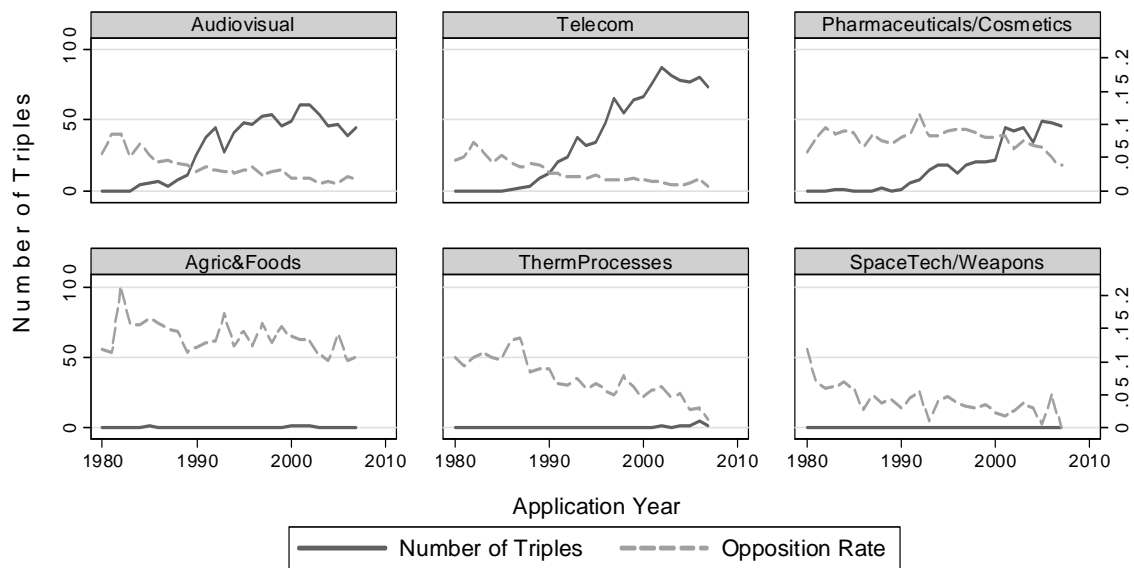 Audiovisual
Telecom
Pharmaceuticals/Cosmetics
Number of Triples
100
50
0
.2
.15
.1
.05
0
Agric&Foods
ThermProcesses
SpaceTech/Weapons
100
50
0
.2
.15
.1
.05
0
1980 1990 2000 2010
1980 1990 2000 2010
1980 1990 2000 2010
Application Year
Number of Triples
Opposition Rate